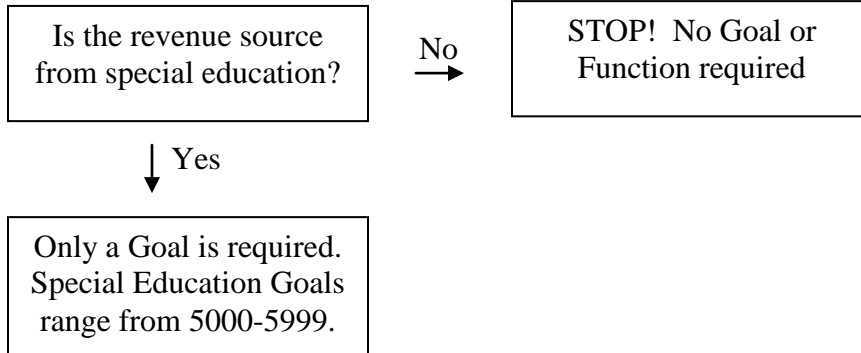 Is the revenue source
from special education?
No
STOP!  No Goal or
Function required
Yes
Only a Goal is required.
Special Education Goals
range from 5000-5999.